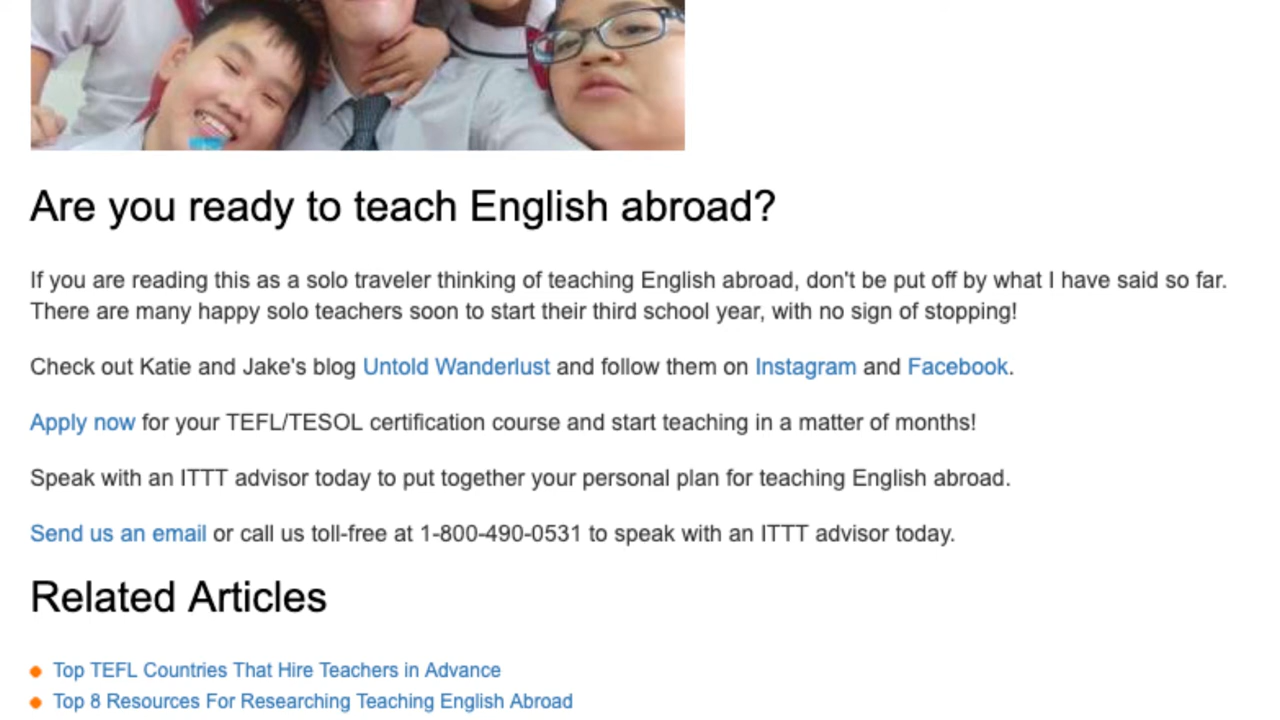 Are you ready to teach English abroad?
If you are reading this as a solo traveler thinking of teaching English abroad, don't be put off by what I have said so far.
There are many happy solo teachers soon to start their third school year, with no sign of stopping!
Check out Katie and Jake's blog Untold Wanderlust and follow them on Instagram and Facebook.
Apply now for your TEFL/TESOL certification course and start teaching in a matter of months!
Speak with an ITTT advisor today to put together your personal plan for teaching English abroad.
Send us an email or call us toll-free at 1-800-490-0531 to speak with an ITTT advisor today.
Related Articles
Top TEFL Countries That Hire Teachers in Advance
Top 8 Resources For Researching Teaching English Abroad